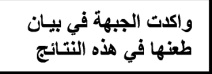 واكدت الجبهة في بيان
طعنها في هذه النتائج